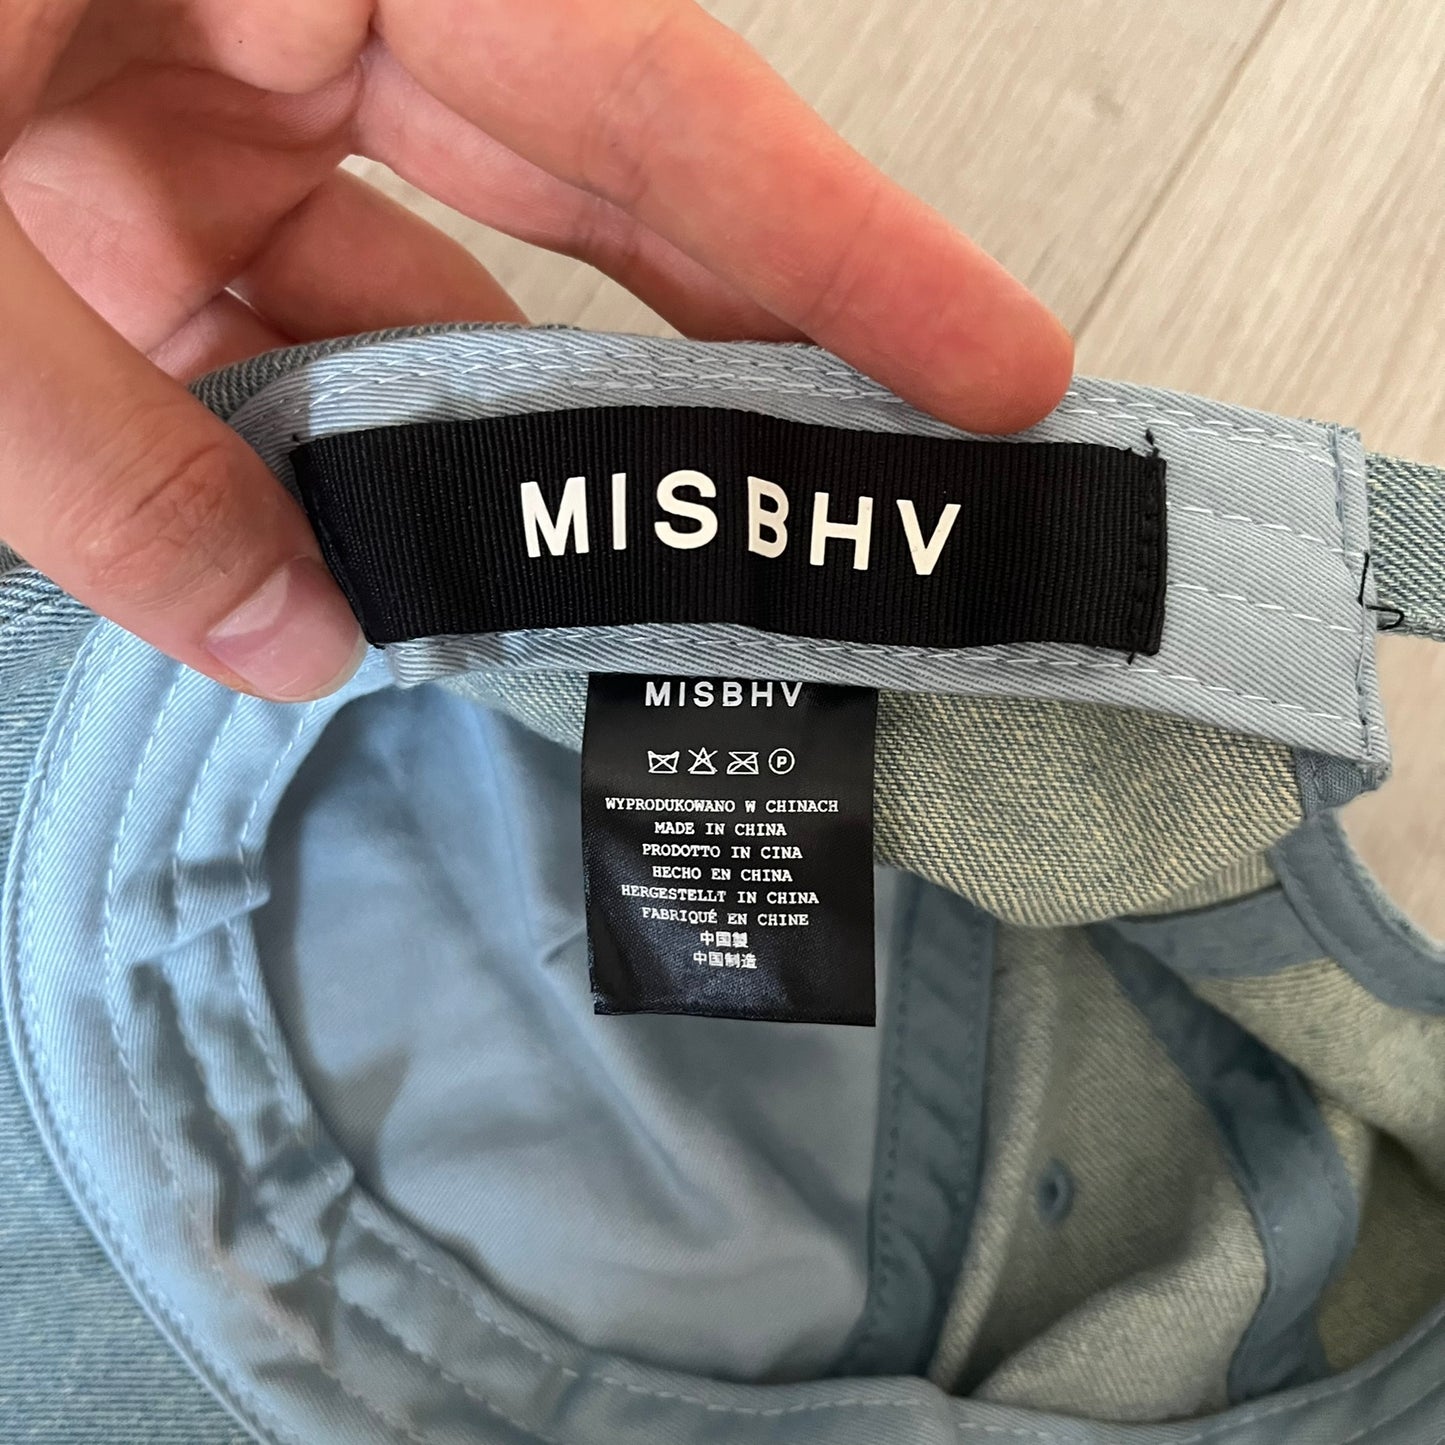 MISBHV
MISBHV
P
WYPRODUKOWANO W CHINACH
MADE IN CHINA
PRODOTTO IN CINA
HECHO EN CHINA
HERGESTELLT IN CHINA
FABRIQUÉ EN CHINE
中国製
中国制造